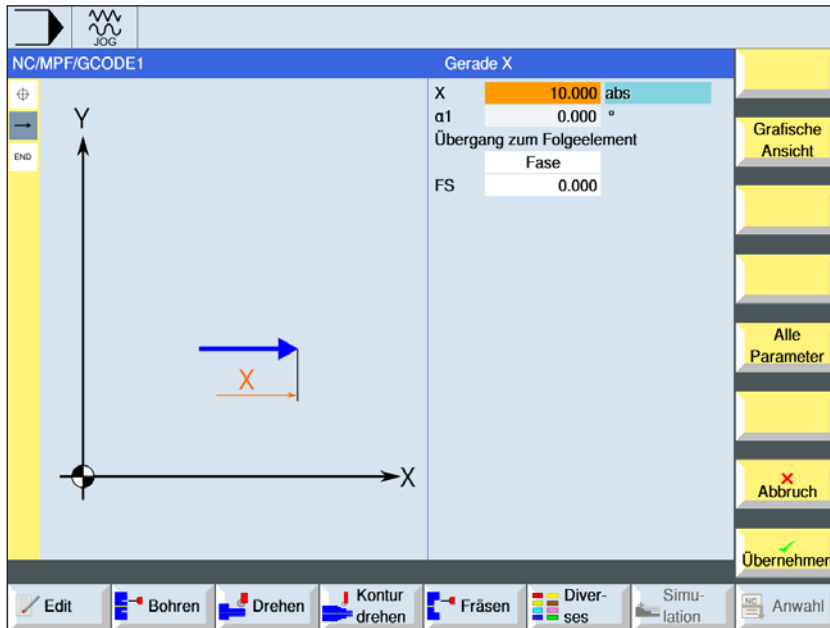 JOG
NC/MPF/GCODE1
Gerade X
X 10.000 abs
α1 0.000 °
Übergang zum Folgeelement
Fase
FS 0.000
END
Y
X
X
Grafische
Ansicht
Alle
Parameter
Abbruch
Übernehmen
Edit
Bohren
Drehen
Kontur
drehen
Fräsen
Diver-
ses
Simu-
lation
NC
Anwahl